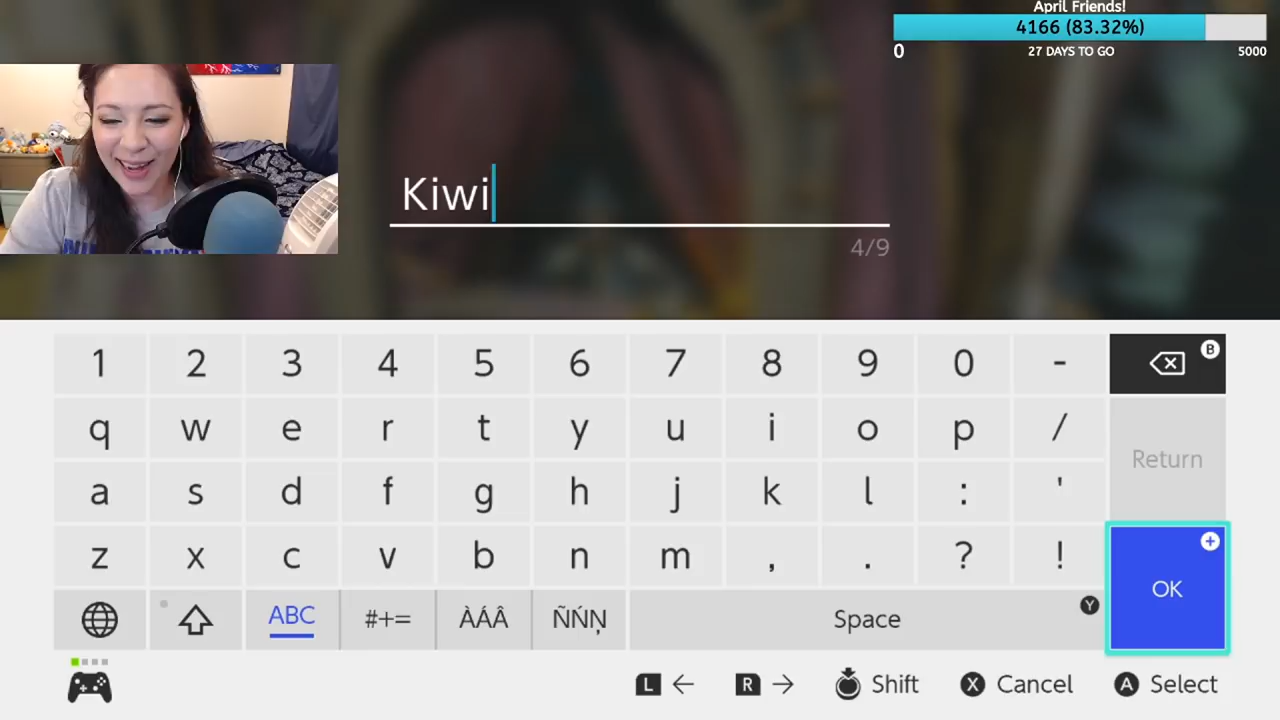 April Friends!
4166 (83.32%)
0 27 DAYS TO GO 5000
Kiwi
4/9
1 2 3 4 5 6 7 8 9 0 - B
q w e r t y u i o p /
Return
a s d f g h j k l : '
z x c v b n m , . ? ! +
OK
ABC #+= ÀÁÂ ÑŃŅ Space Y
L ← R → Shift X Cancel A Select